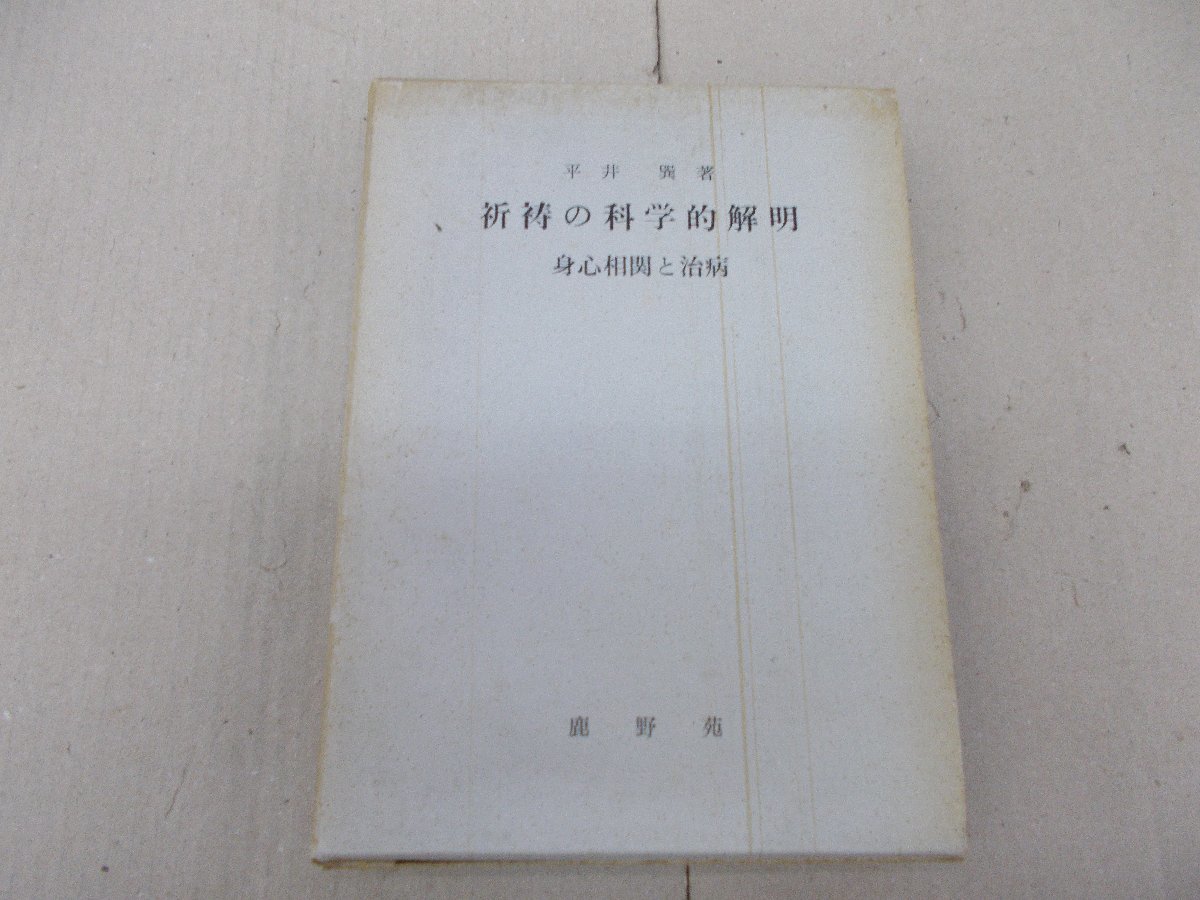 平井 巽 著
祈祷の科学的解明
身心相関と治病
鹿野苑